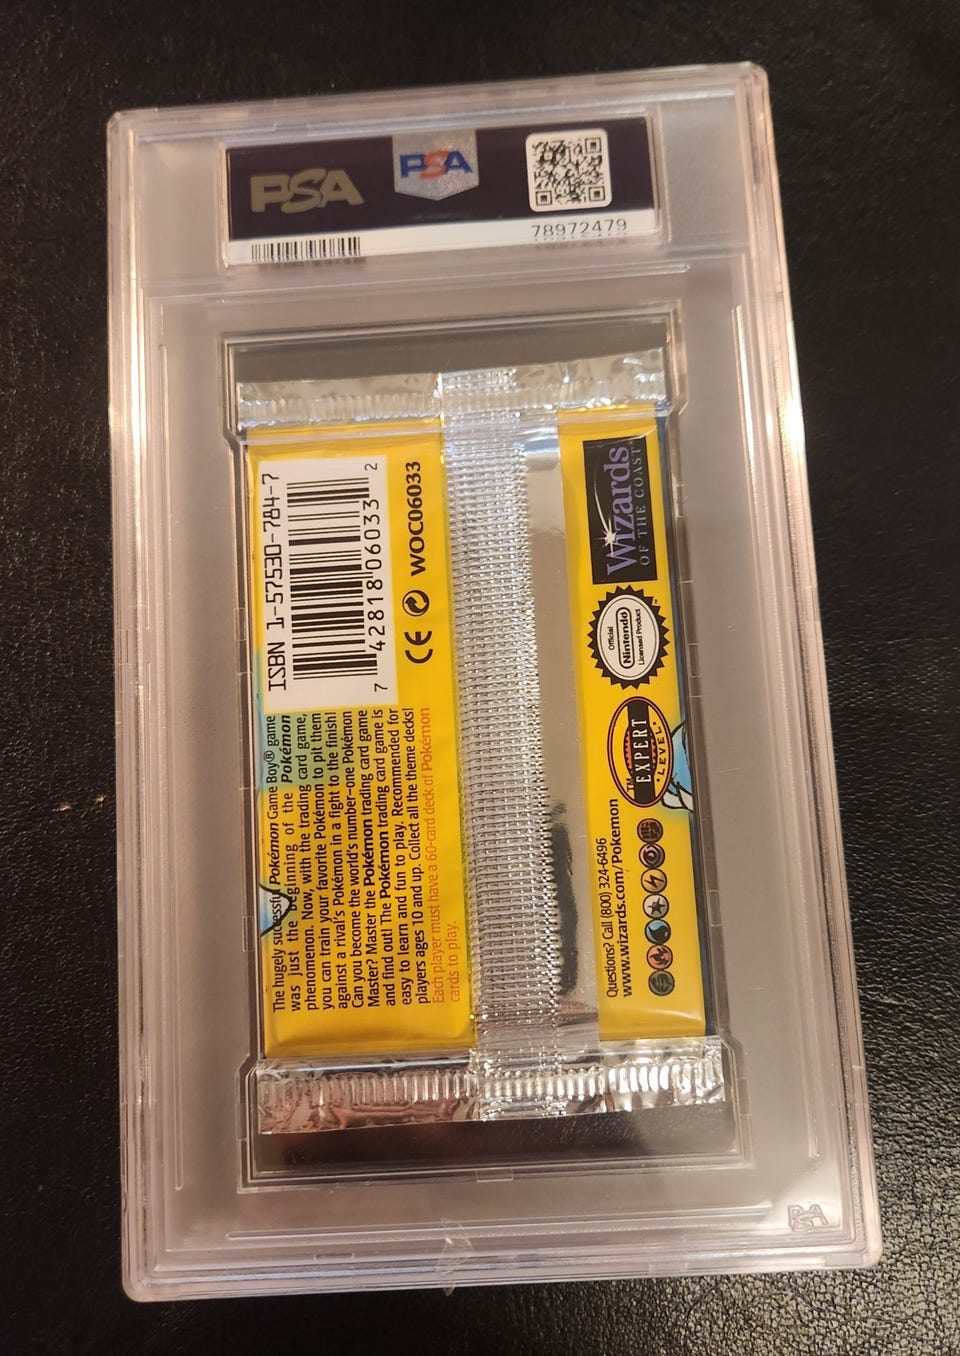 PSA
PSA
78972479
ISBN 1-57530-784-7
7 42818 06033 2
CE WOC06033
The hugely successful Pokémon Game Boy® game
was just the beginning of the Pokémon
phenomenon. Now, with the trading card game,
you can train your favorite Pokémon to pit them
against a rival's Pokémon in a fight to the finish!
Can you become the world's number-one Pokémon
Master? Master the Pokémon trading card game
and find out! The Pokémon trading card game is
easy to learn and fun to play. Recommended for
players ages 10 and up. Collect all the theme decks!
Each player must have a 60-card deck of Pokémon
cards to play.
Wizards
OF THE COAST
Official
Nintendo
Licensed Product
EXPERT
LEVEL
Questions? Call (800) 324-6496
www.wizards.com/Pokemon
PSA